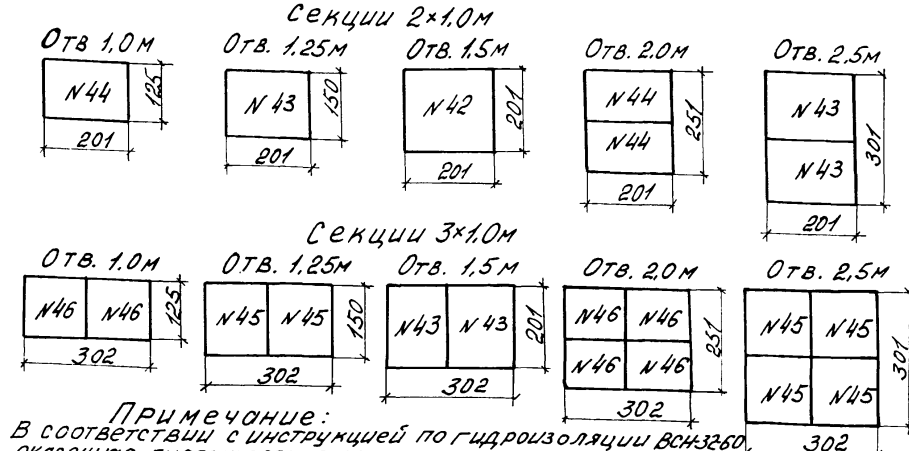 Секции 2×1,0м
Отв 1,0м Отв. 1.25м Отв. 1.5м Отв. 2.0м Отв. 2.5м
N44 125 201
N43 150 201
N42 201 201
N44 N44 251 201
N43 N43 301 201
Секции 3×1.0м
Отв. 1.0м Отв. 1,25м Отв. 1,5м Отв. 2,0м Отв. 2,5м
N46 N46 125 302
N45 N45 150 302
N43 N43 201 302
N46 N46 N46 N46 251 302
N45 N45 N45 N45 301 302
Примечание:
В соответствии с инструкцией по гидроизоляции ВСН-32-60